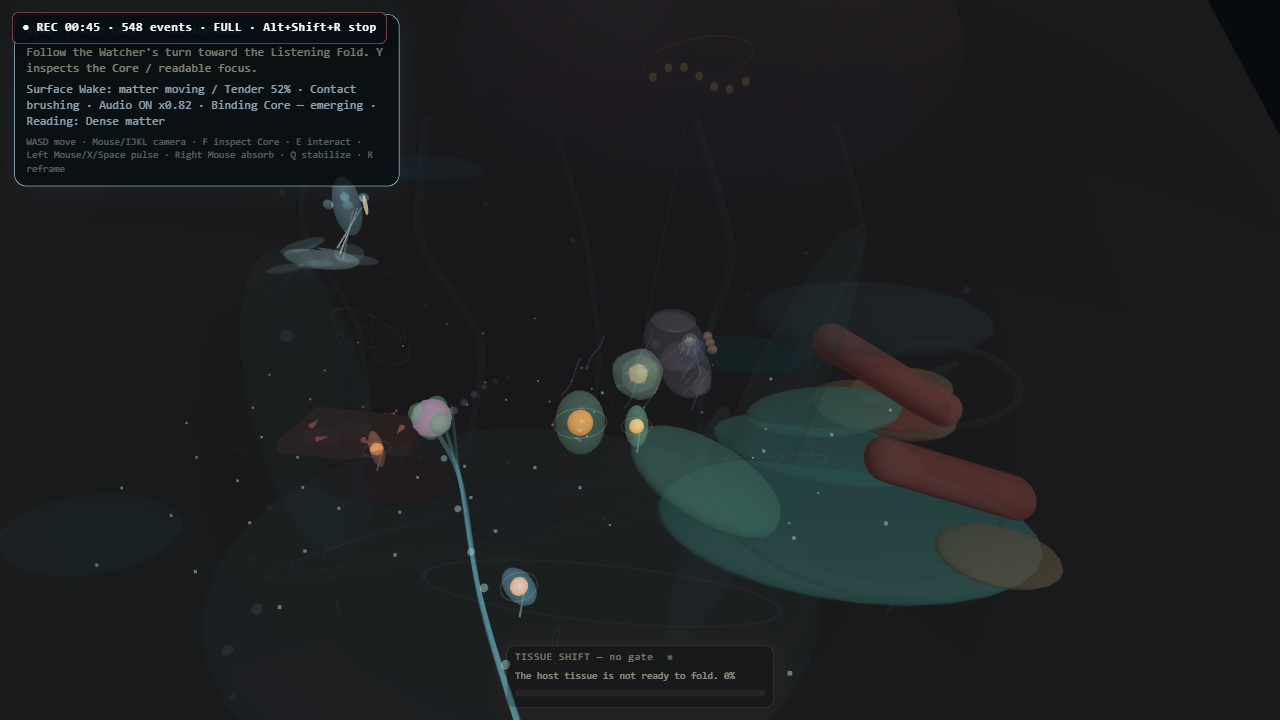 ● REC 00:45 · 548 events · FULL · Alt+Shift+R stop
Follow the Watcher's turn toward the Listening Fold. Y
inspects the Core / readable focus.
Surface Wake: matter moving / Tender 52% · Contact
brushing · Audio ON x0.82 · Binding Core — emerging ·
Reading: Dense matter
WASD move · Mouse/IJKL camera · F inspect Core · E interact ·
Left Mouse/X/Space pulse · Right Mouse absorb · Q stabilize · R
reframe
TISSUE SHIFT — no gate
The host tissue is not ready to fold. 0%